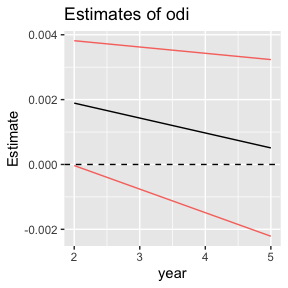 Estimates of odi
0.004
0.002
0.000
-0.002
Estimate
2 3 4 5
year